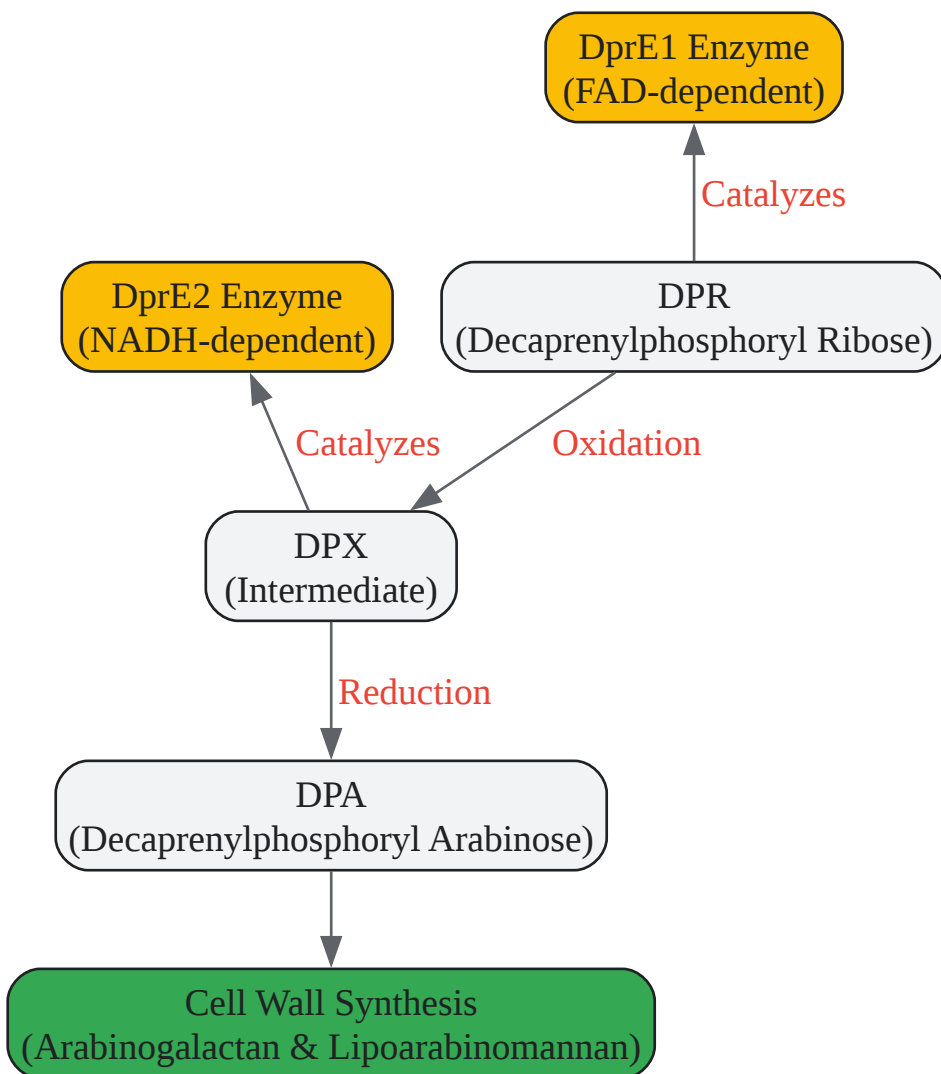 DprE1 Enzyme
(FAD-dependent)
Catalyzes
DprE2 Enzyme
(NADH-dependent)
DPR
(Decaprenylphosphoryl Ribose)
Catalyzes
Oxidation
DPX
(Intermediate)
Reduction
DPA
(Decaprenylphosphoryl Arabinose)
Cell Wall Synthesis
(Arabinogalactan & Lipoarabinomannan)